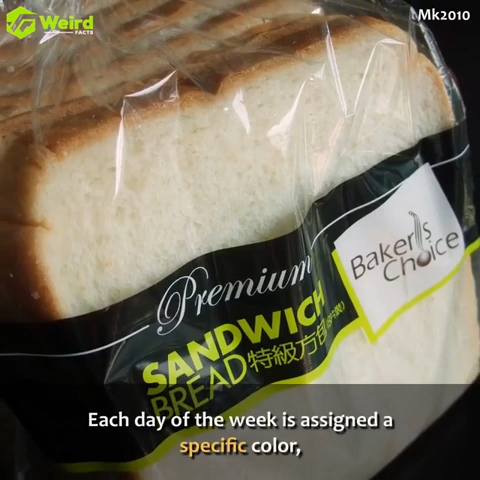 Weird
FACTS
Mk2010
Premium
SANDWICH
BREAD 特級方包
Baker's
Choice
Each day of the week is assigned a
specific color,